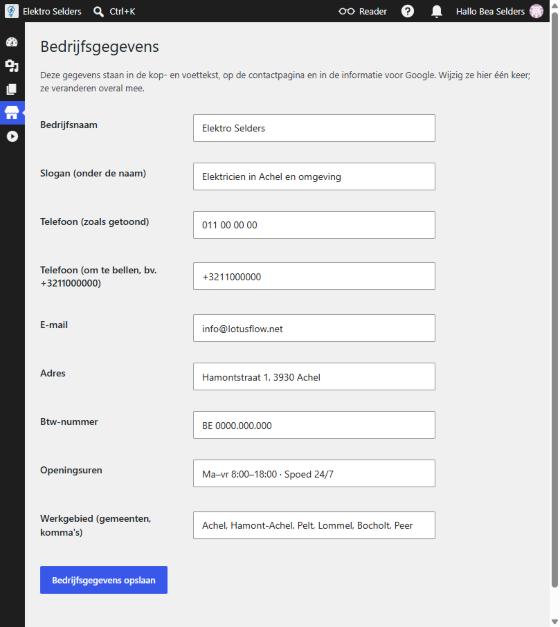 Elektro Selders Ctrl+K Reader Hallo Bea Selders
Bedrijfsgegevens
Deze gegevens staan in de kop- en voettekst, op de contactpagina en in de informatie voor Google. Wijzig ze hier één keer;
ze veranderen overal mee.
Bedrijfsnaam
Elektro Selders
Slogan (onder de naam)
Elektricien in Achel en omgeving
Telefoon (zoals getoond)
011 00 00 00
Telefoon (om te bellen, bv.
+3211000000)
+3211000000
E-mail
info@lotusflow.net
Adres
Hamontstraat 1, 3930 Achel
Btw-nummer
BE 0000.000.000
Openingsuren
Ma–vr 8:00–18:00 · Spoed 24/7
Werkgebied (gemeenten,
komma's)
Achel, Hamont-Achel, Pelt, Lommel, Bocholt, Peer
Bedrijfsgegevens opslaan